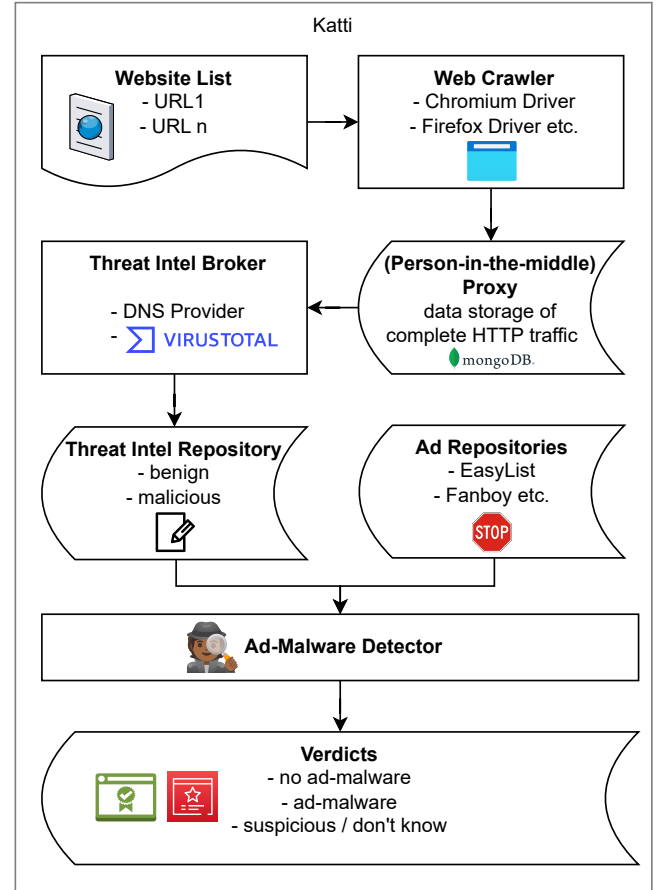 Katti
Website List
- URL1
- URL n
Web Crawler
- Chromium Driver
- Firefox Driver etc.
Threat Intel Broker
- DNS Provider
- VIRUSTOTAL
(Person-in-the-middle)
Proxy
data storage of
complete HTTP traffic
mongoDB.
Threat Intel Repository
- benign
- malicious
Ad Repositories
- EasyList
- Fanboy etc.
STOP
Ad-Malware Detector
Verdicts
- no ad-malware
- ad-malware
- suspicious / don't know